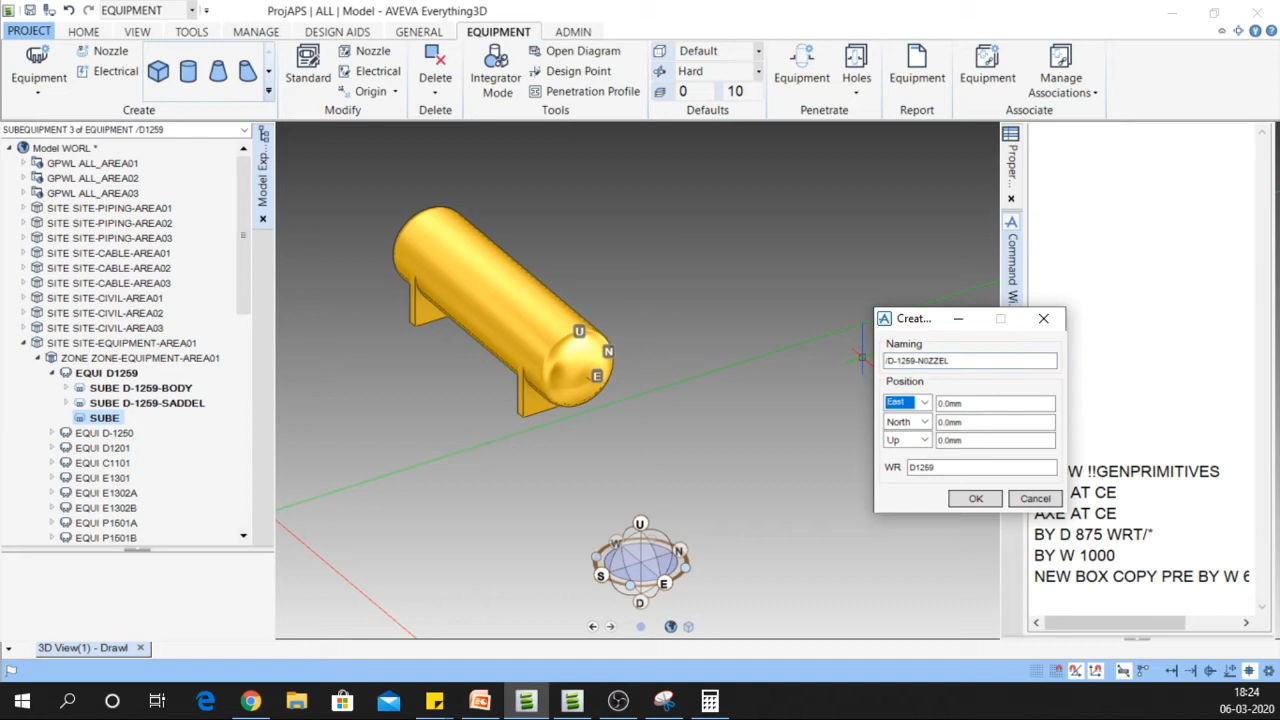 EQUIPMENT
ProjAPS | ALL | Model - AVEVA Everything3D
PROJECT HOME VIEW TOOLS MANAGE DESIGN AIDS GENERAL EQUIPMENT ADMIN
Equipment
Nozzle
Electrical
Create
Standard
Nozzle
Electrical
Origin
Modify
Delete
Delete
Integrator
Mode
Open Diagram
Design Point
Penetration Profile
Tools
Default
Hard
0 10
Defaults
Equipment
Holes
Penetrate
Equipment
Report
Equipment
Manage
Associations
Associate
SUBEQUIPMENT 3 of EQUIPMENT /D1259
Model WORL *
GPWL ALL_AREA01
GPWL ALL_AREA02
GPWL ALL_AREA03
SITE SITE-PIPING-AREA01
SITE SITE-PIPING-AREA02
SITE SITE-PIPING-AREA03
SITE SITE-CABLE-AREA01
SITE SITE-CABLE-AREA02
SITE SITE-CABLE-AREA03
SITE SITE-CIVIL-AREA01
SITE SITE-CIVIL-AREA02
SITE SITE-CIVIL-AREA03
SITE SITE-EQUIPMENT-AREA01
ZONE ZONE-EQUIPMENT-AREA01
EQUI D1259
SUBE D-1259-BODY
SUBE D-1259-SADDEL
SUBE
EQUI D-1250
EQUI D1201
EQUI C1101
EQUI E1301
EQUI E1302A
EQUI E1302B
EQUI P1501A
EQUI P1501B
Model Exp...
U
N
E
U
W
N
S
E
D
Proper...
Command Wi...
Creat...
Naming
/D-1259-N0ZZEL
Position
East 0.0mm
North 0.0mm
Up 0.0mm
WR D1259
OK Cancel
W !!GENPRIMITIVES
AT CE
AXE AT CE
BY D 875 WRT/*
BY W 1000
NEW BOX COPY PRE BY W 6
3D View(1) - Drawl
18:24
06-03-2020